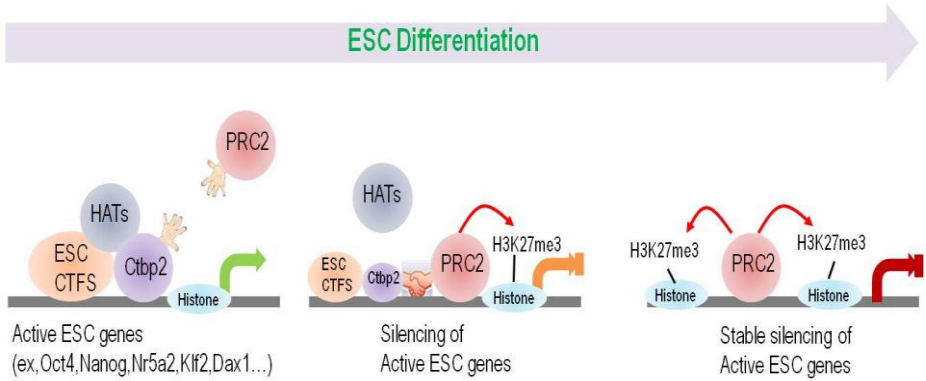 ESC Differentiation
PRC2
HATs
ESC
CTFS
Ctbp2
Histone
Active ESC genes
(ex,Oct4,Nanog,Nr5a2,Klf2,Dax1...)
HATs
ESC
CTFS
Ctbp2
PRC2
H3K27me3
Histone
Silencing of
Active ESC genes
H3K27me3
PRC2
H3K27me3
Histone
Histone
Stable silencing of
Active ESC genes